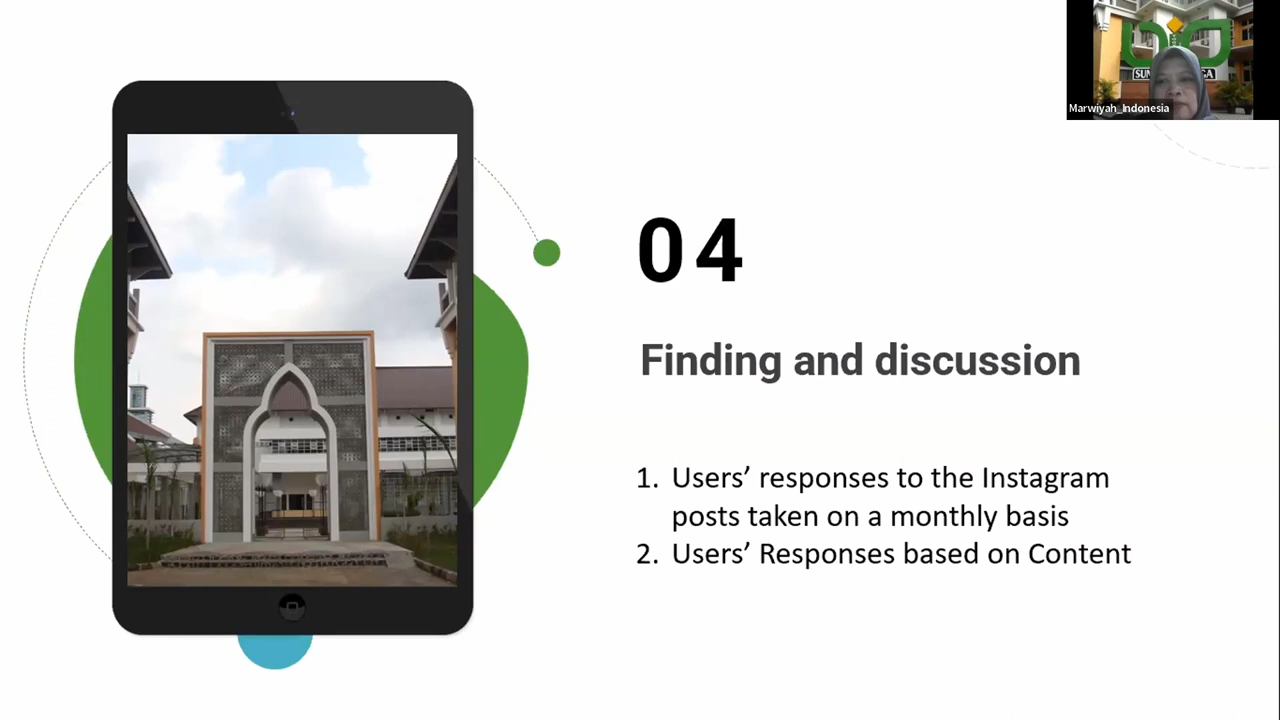 Marwiyah_Indonesia
04
Finding and discussion
1. Users’ responses to the Instagram
posts taken on a monthly basis
2. Users’ Responses based on Content